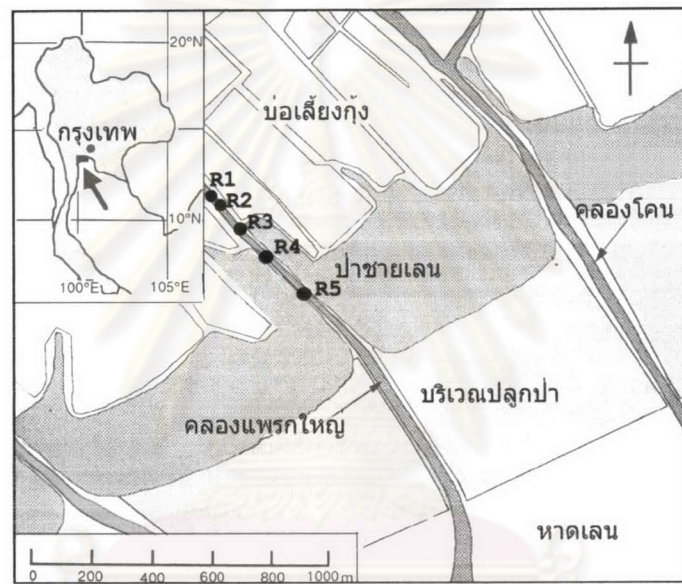 20°N
กรุงเทพ
10°N
100°E
105°E
บ่อเลี้ยงกุ้ง
R1
R2
R3
R4
R5
ป่าชายเลน
คลองโคน
บริเวณปลูกป่า
คลองแพรกใหญ่
หาดเลน
0 200 400 600 800 1000 m